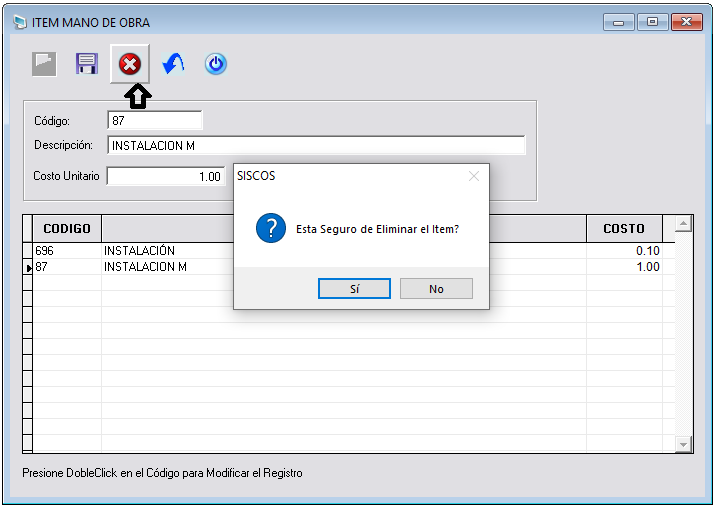 ITEM MANO DE OBRA
Código: 87
Descripción: INSTALACION M
Costo Unitario 1.00
SISCOS
Esta Seguro de Eliminar el Item?
Sí No
CODIGO COSTO
696 INSTALACIÓN 0.10
87 INSTALACION M 1.00
Presione DobleClick en el Código para Modificar el Registro